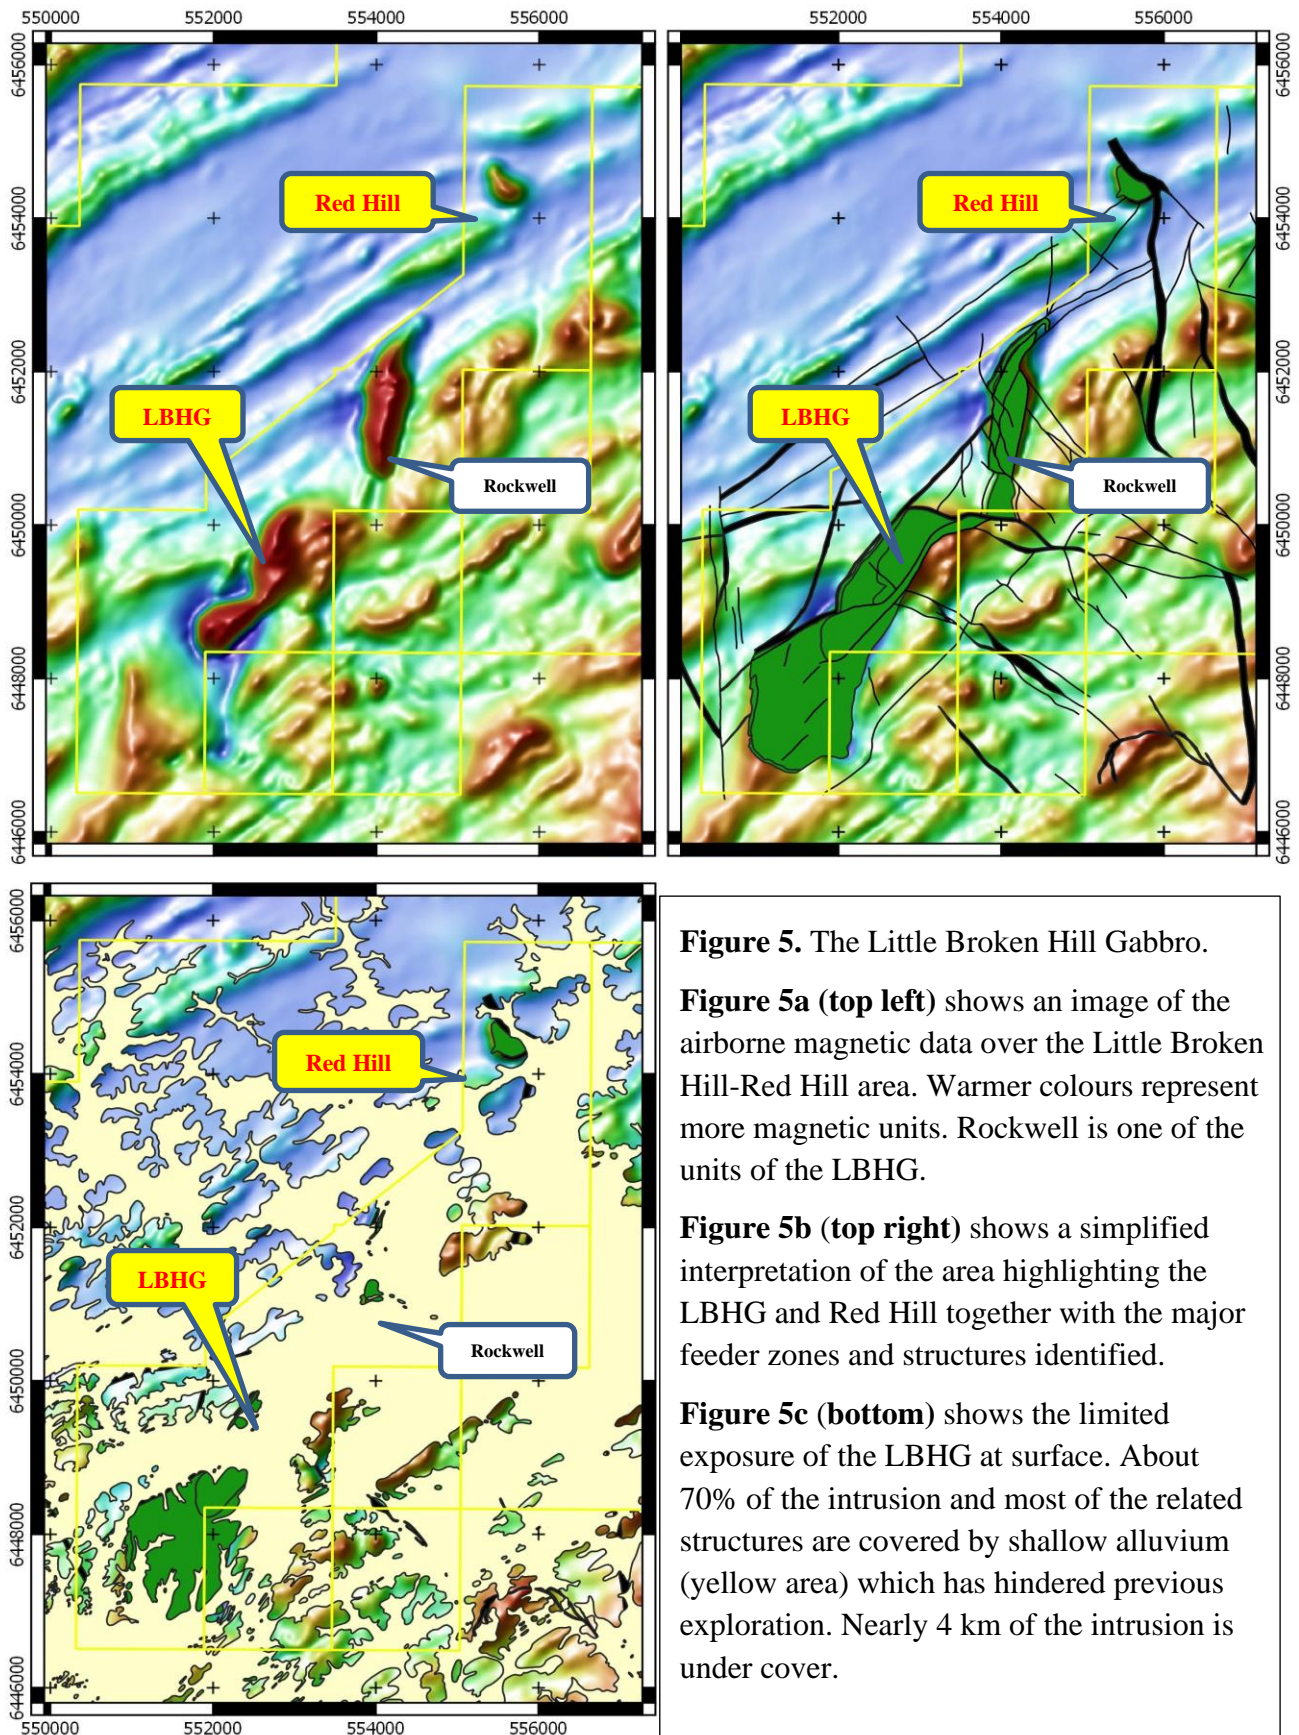 550000 552000 554000 556000
552000 554000 556000
6456000
6454000
6452000
6450000
6448000
6446000
Red Hill
LBHG
Rockwell
6456000
6454000
6452000
6450000
6448000
6446000
Red Hill
LBHG
Rockwell
6456000
6454000
6452000
6450000
6448000
6446000
Red Hill
LBHG
Rockwell
550000 552000 554000 556000
Figure 5. The Little Broken Hill Gabbro.
Figure 5a (top left) shows an image of the
airborne magnetic data over the Little Broken
Hill-Red Hill area. Warmer colours represent
more magnetic units. Rockwell is one of the
units of the LBHG.
Figure 5b (top right) shows a simplified
interpretation of the area highlighting the
LBHG and Red Hill together with the major
feeder zones and structures identified.
Figure 5c (bottom) shows the limited
exposure of the LBHG at surface. About
70% of the intrusion and most of the related
structures are covered by shallow alluvium
(yellow area) which has hindered previous
exploration. Nearly 4 km of the intrusion is
under cover.